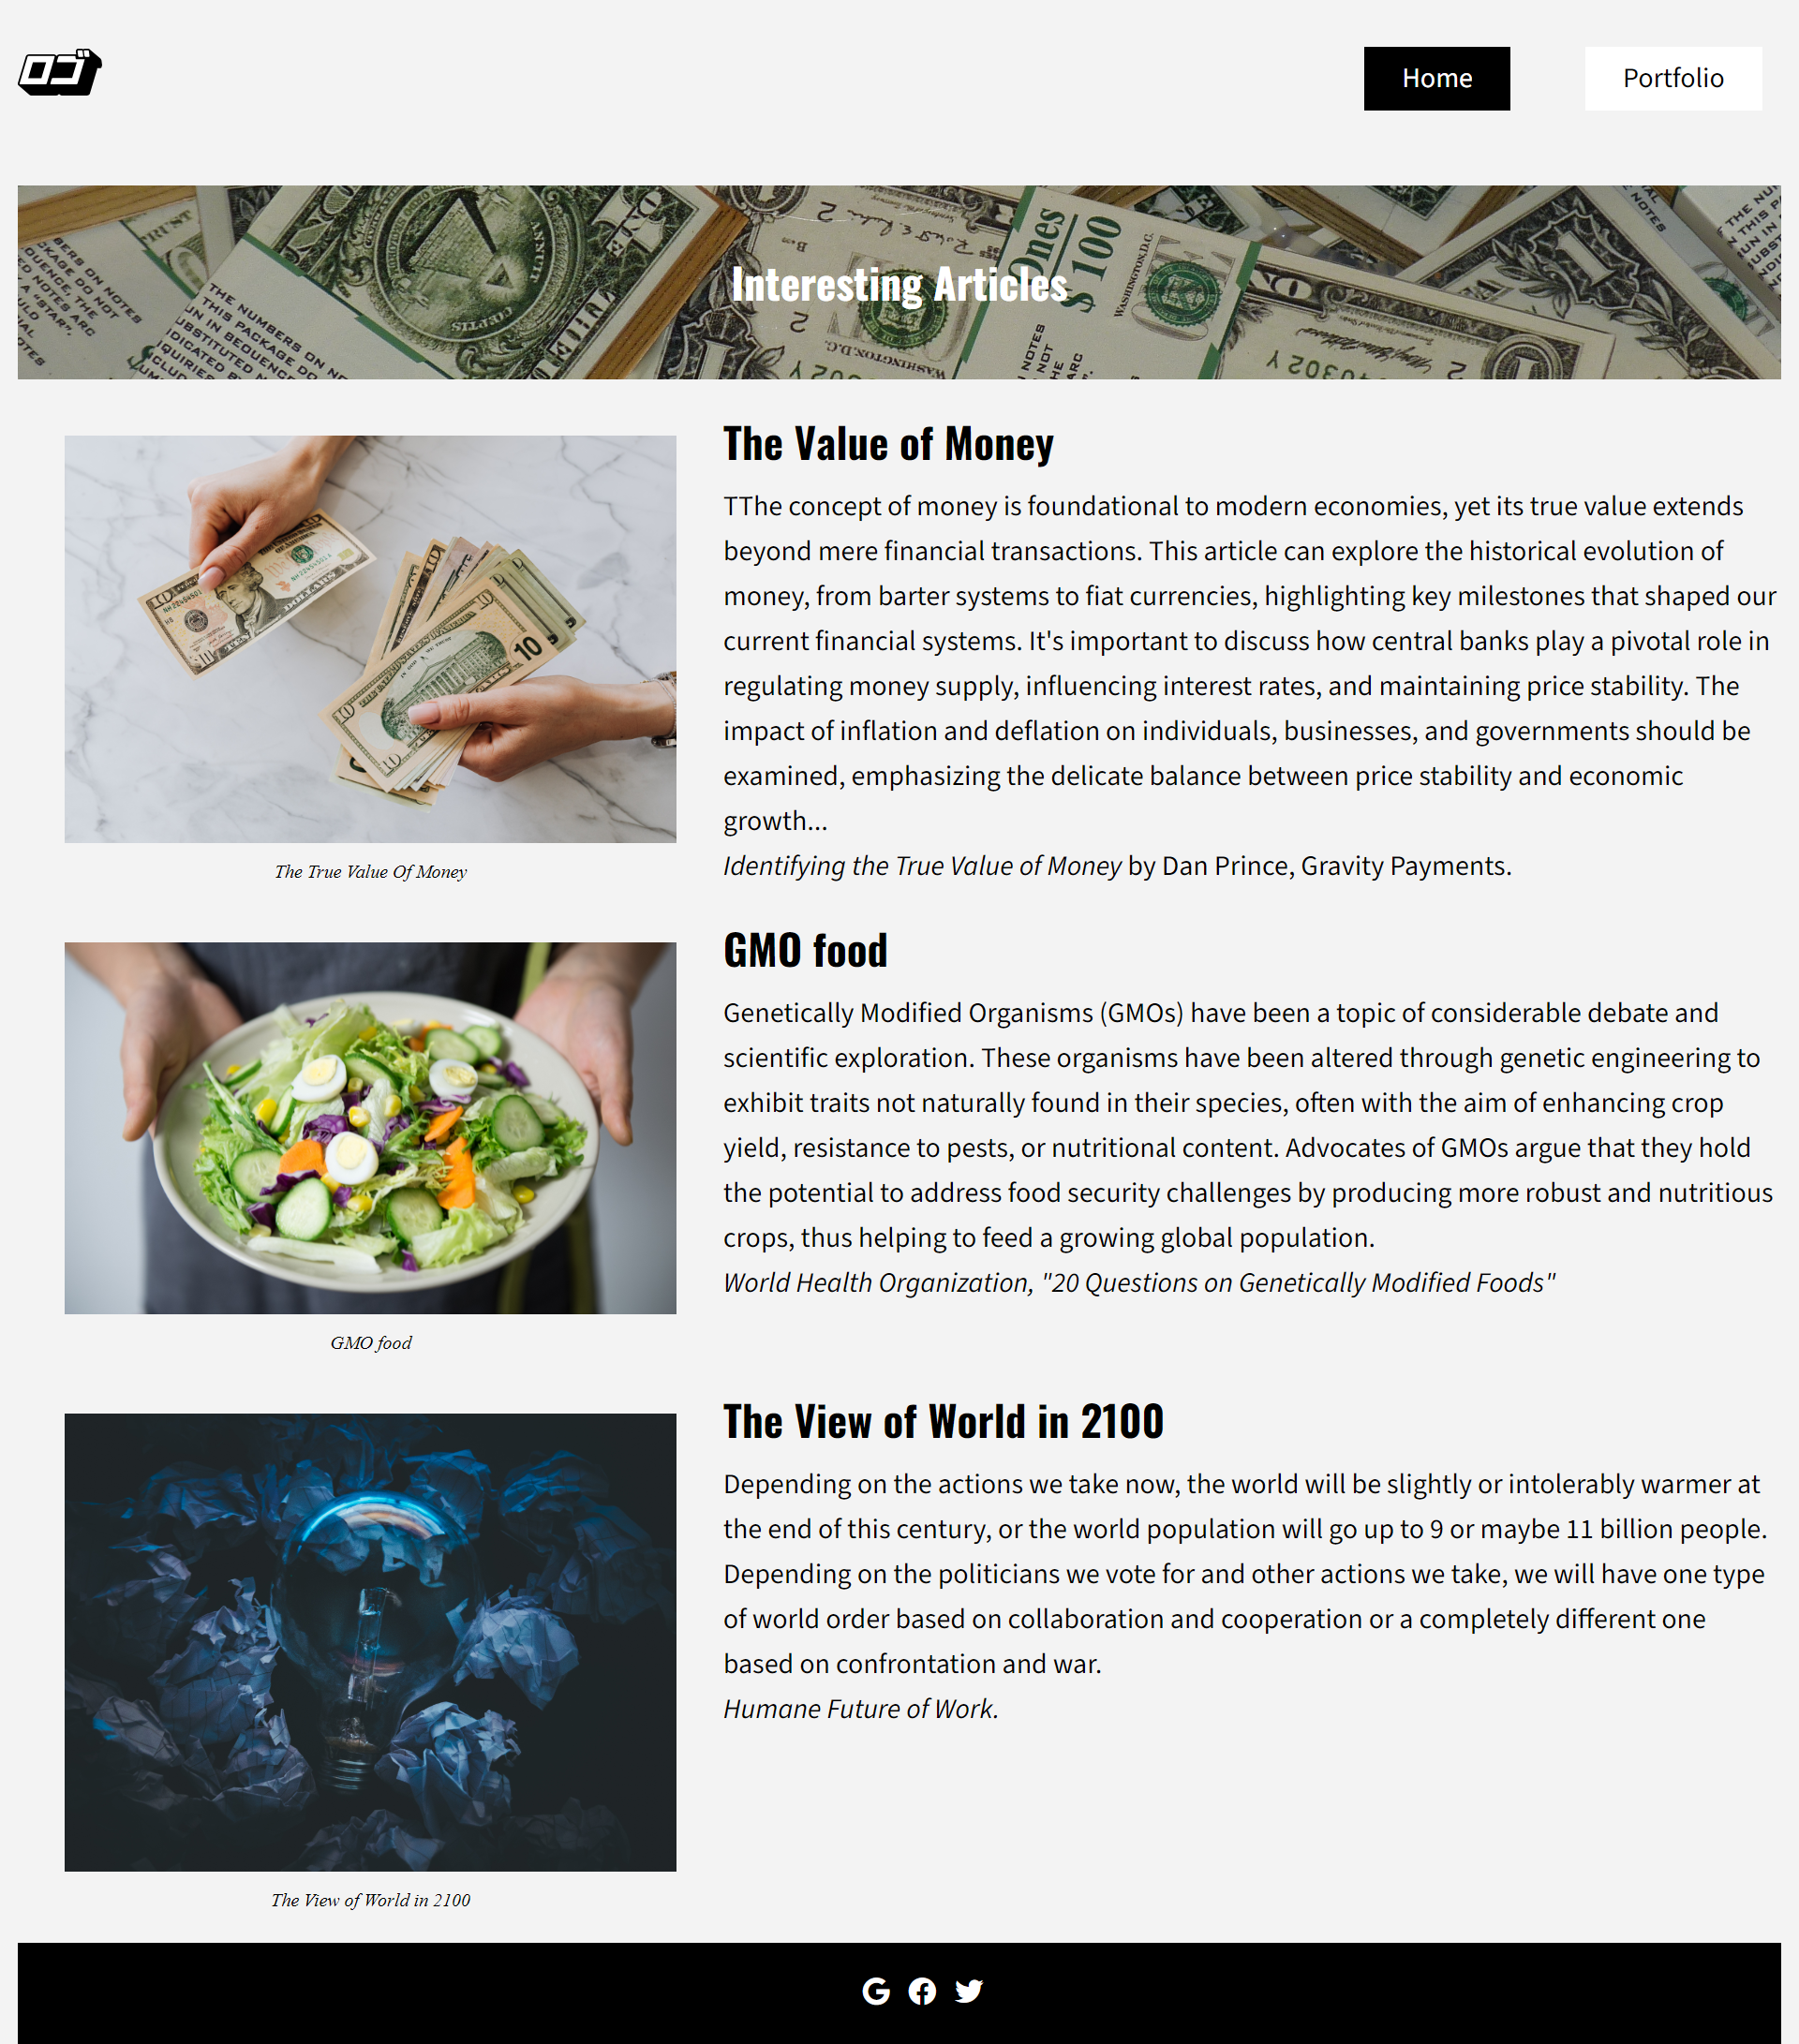 Home
Portfolio
Interesting Articles
The Value of Money
TThe concept of money is foundational to modern economies, yet its true value extends
beyond mere financial transactions. This article can explore the historical evolution of
money, from barter systems to fiat currencies, highlighting key milestones that shaped our
current financial systems. It's important to discuss how central banks play a pivotal role in
regulating money supply, influencing interest rates, and maintaining price stability. The
impact of inflation and deflation on individuals, businesses, and governments should be
examined, emphasizing the delicate balance between price stability and economic
growth...
Identifying the True Value of Money by Dan Prince, Gravity Payments.
The True Value Of Money
GMO food
Genetically Modified Organisms (GMOs) have been a topic of considerable debate and
scientific exploration. These organisms have been altered through genetic engineering to
exhibit traits not naturally found in their species, often with the aim of enhancing crop
yield, resistance to pests, or nutritional content. Advocates of GMOs argue that they hold
the potential to address food security challenges by producing more robust and nutritious
crops, thus helping to feed a growing global population.
World Health Organization, "20 Questions on Genetically Modified Foods"
GMO food
The View of World in 2100
Depending on the actions we take now, the world will be slightly or intolerably warmer at
the end of this century, or the world population will go up to 9 or maybe 11 billion people.
Depending on the politicians we vote for and other actions we take, we will have one type
of world order based on collaboration and cooperation or a completely different one
based on confrontation and war.
Humane Future of Work.
The View of World in 2100